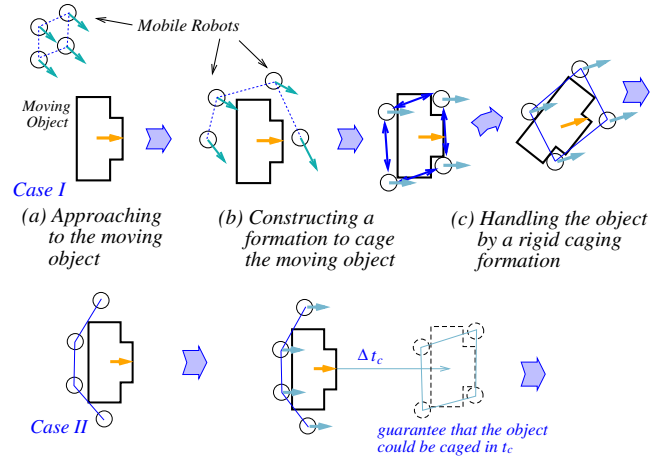 Mobile Robots
Moving
Object
Case I
(a) Approaching
to the moving
object
(b) Constructing a
formation to cage
the moving object
(c) Handling the object
by a rigid caging
formation
Case II
Δ t_c
guarantee that the object
could be caged in t_c